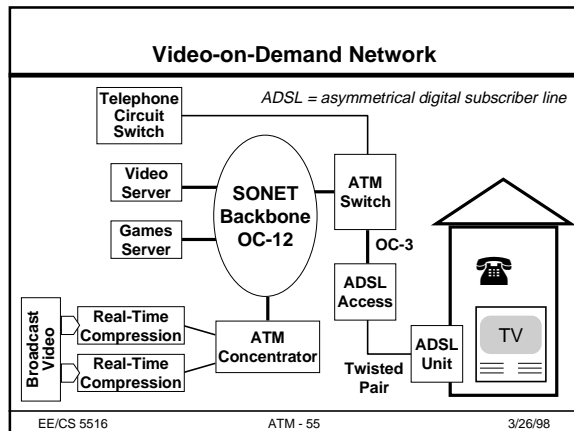 Video-on-Demand Network
ADSL = asymmetrical digital subscriber line
Telephone
Circuit
Switch
Video
Server
Games
Server
SONET
Backbone
OC-12
ATM
Switch
OC-3
ADSL
Access
Broadcast
Video
Real-Time
Compression
Real-Time
Compression
ATM
Concentrator
Twisted
Pair
ADSL
Unit
TV
EE/CS 5516
ATM - 55
3/26/98